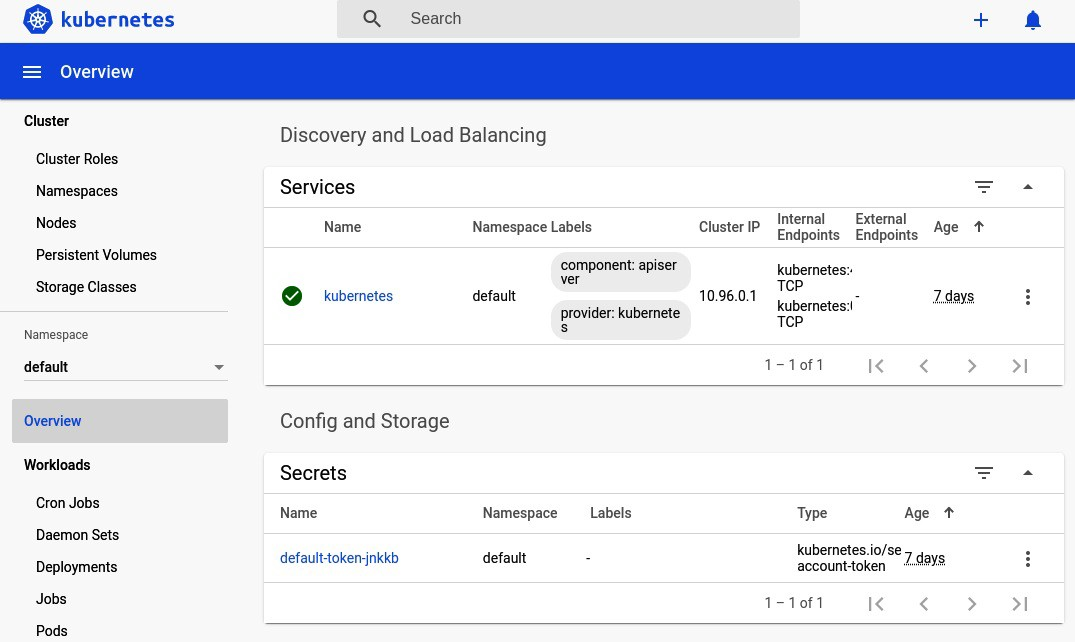 kubernetes
Search
Overview
Cluster
Cluster Roles
Namespaces
Nodes
Persistent Volumes
Storage Classes
Namespace
default
Overview
Workloads
Cron Jobs
Daemon Sets
Deployments
Jobs
Pods
Discovery and Load Balancing
Services
Name Namespace Labels Cluster IP Internal Endpoints External Endpoints Age
kubernetes default component: apiserver
provider: kubernetes
10.96.0.1
kubernetes:
TCP
kubernetes:
TCP
-
7 days
1 – 1 of 1
Config and Storage
Secrets
Name Namespace Labels Type Age
default-token-jnkkb default - kubernetes.io/se
account-token
7 days
1 – 1 of 1